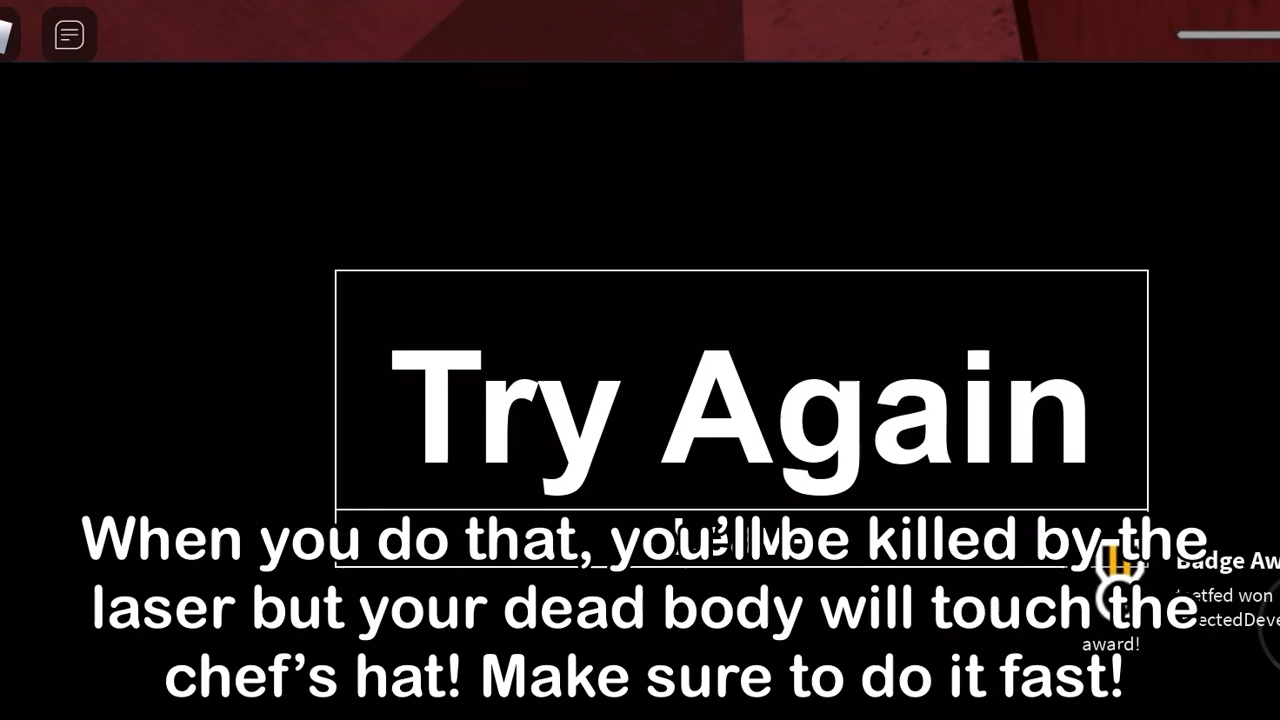 Try Again
When you do that, you’ll be killed by the
laser but your dead body will touch the
chef’s hat! Make sure to do it fast!
Badge Aw
won
award!